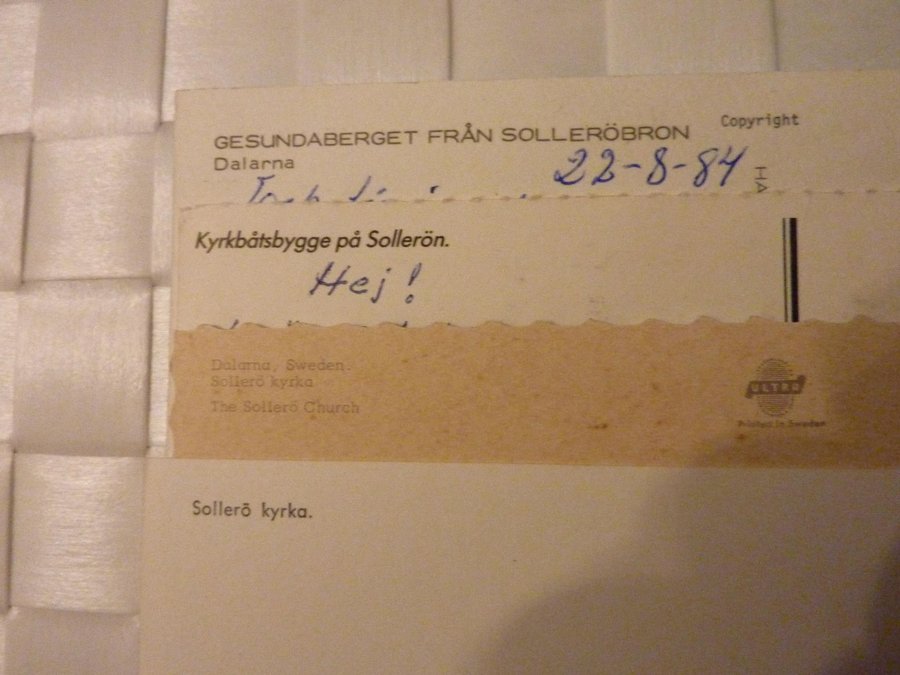 GESUNDABERGET FRÅN SOLLERÖBRON
Copyright
Dalarna
22-8-84
HA
Kyrkbåtsbygge på Sollerön.
Hej!
Dalarna, Sweden.
Sollerö kyrka
The Sollerö Church
ULTRA
Printed in Sweden
Sollerö kyrka.